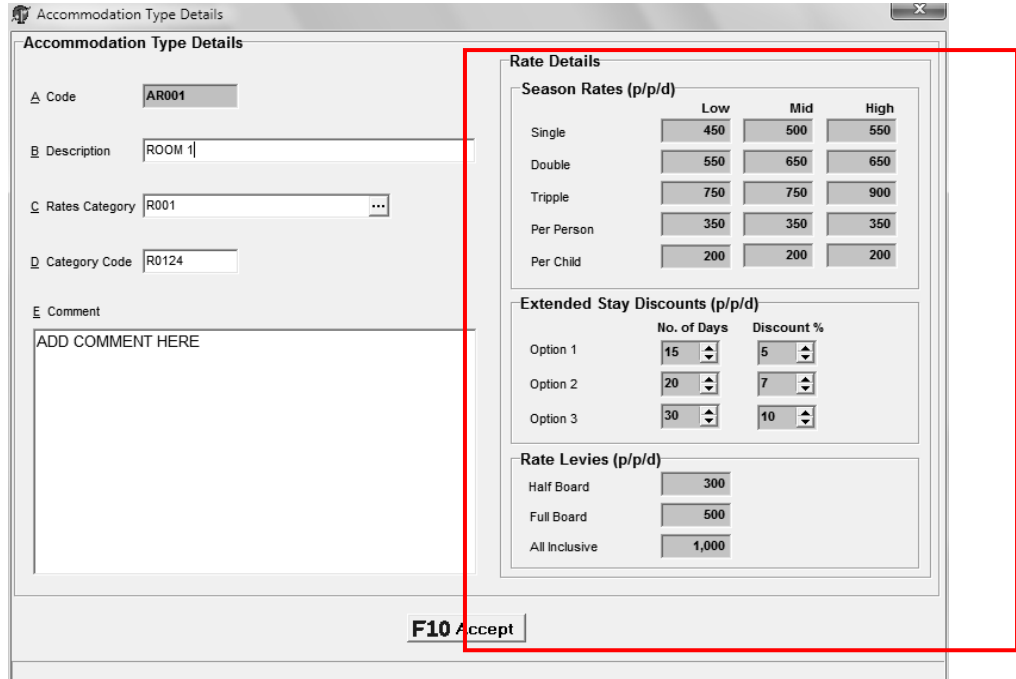 Accommodation Type Details
Accommodation Type Details
A Code AR001
B Description ROOM 1
C Rates Category R001 ...
D Category Code R0124
E Comment
ADD COMMENT HERE
Rate Details
Season Rates (p/p/d)
Low Mid High
Single 450 500 550
Double 550 650 650
Tripple 750 750 900
Per Person 350 350 350
Per Child 200 200 200
Extended Stay Discounts (p/p/d)
No. of Days Discount %
Option 1 15 5
Option 2 20 7
Option 3 30 10
Rate Levies (p/p/d)
Half Board 300
Full Board 500
All Inclusive 1,000
F10 Accept